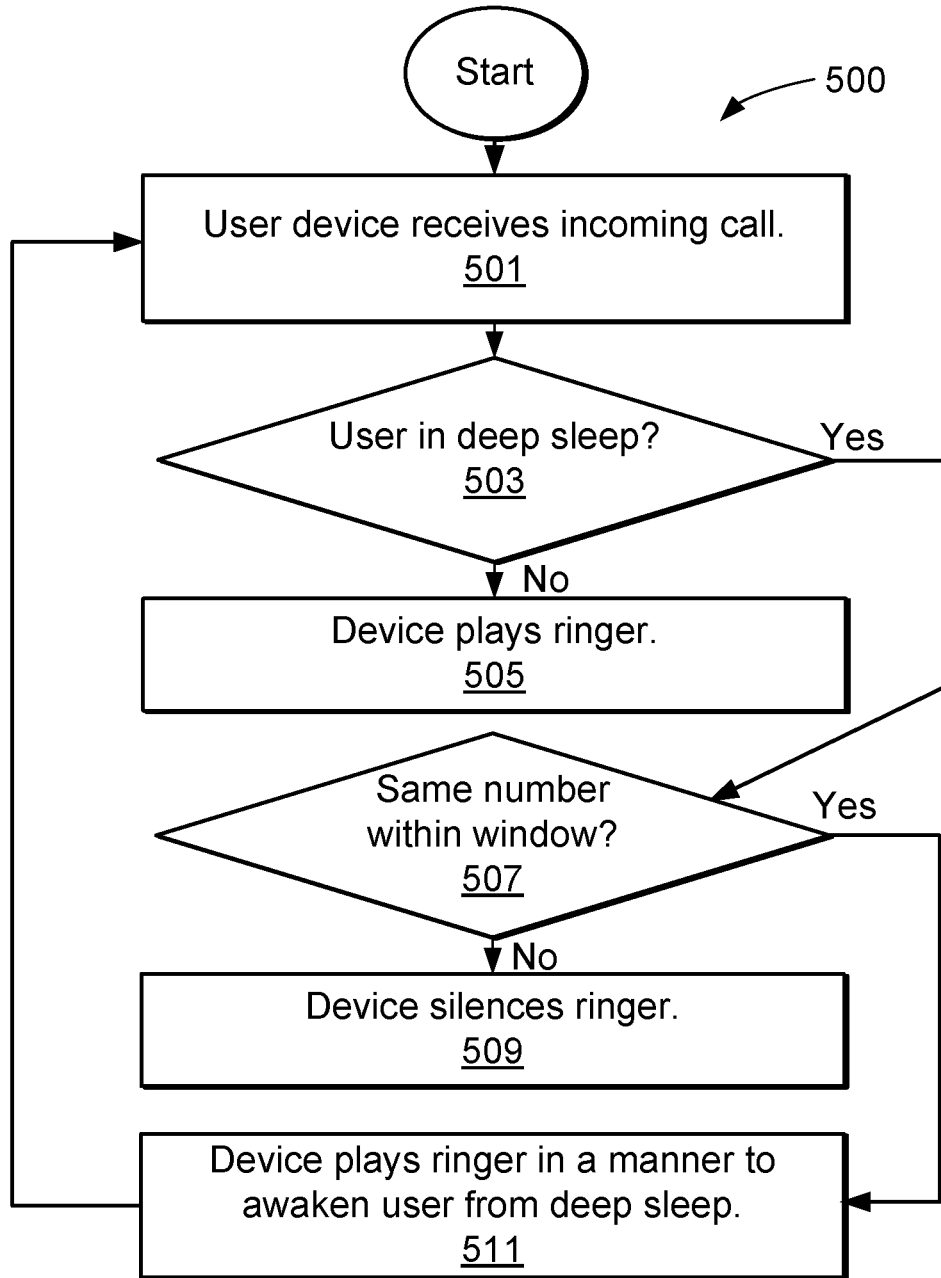 Start
500
User device receives incoming call.
501
User in deep sleep?
503
Yes
No
Device plays ringer.
505
Same number
within window?
507
Yes
No
Device silences ringer.
509
Device plays ringer in a manner to
awaken user from deep sleep.
511